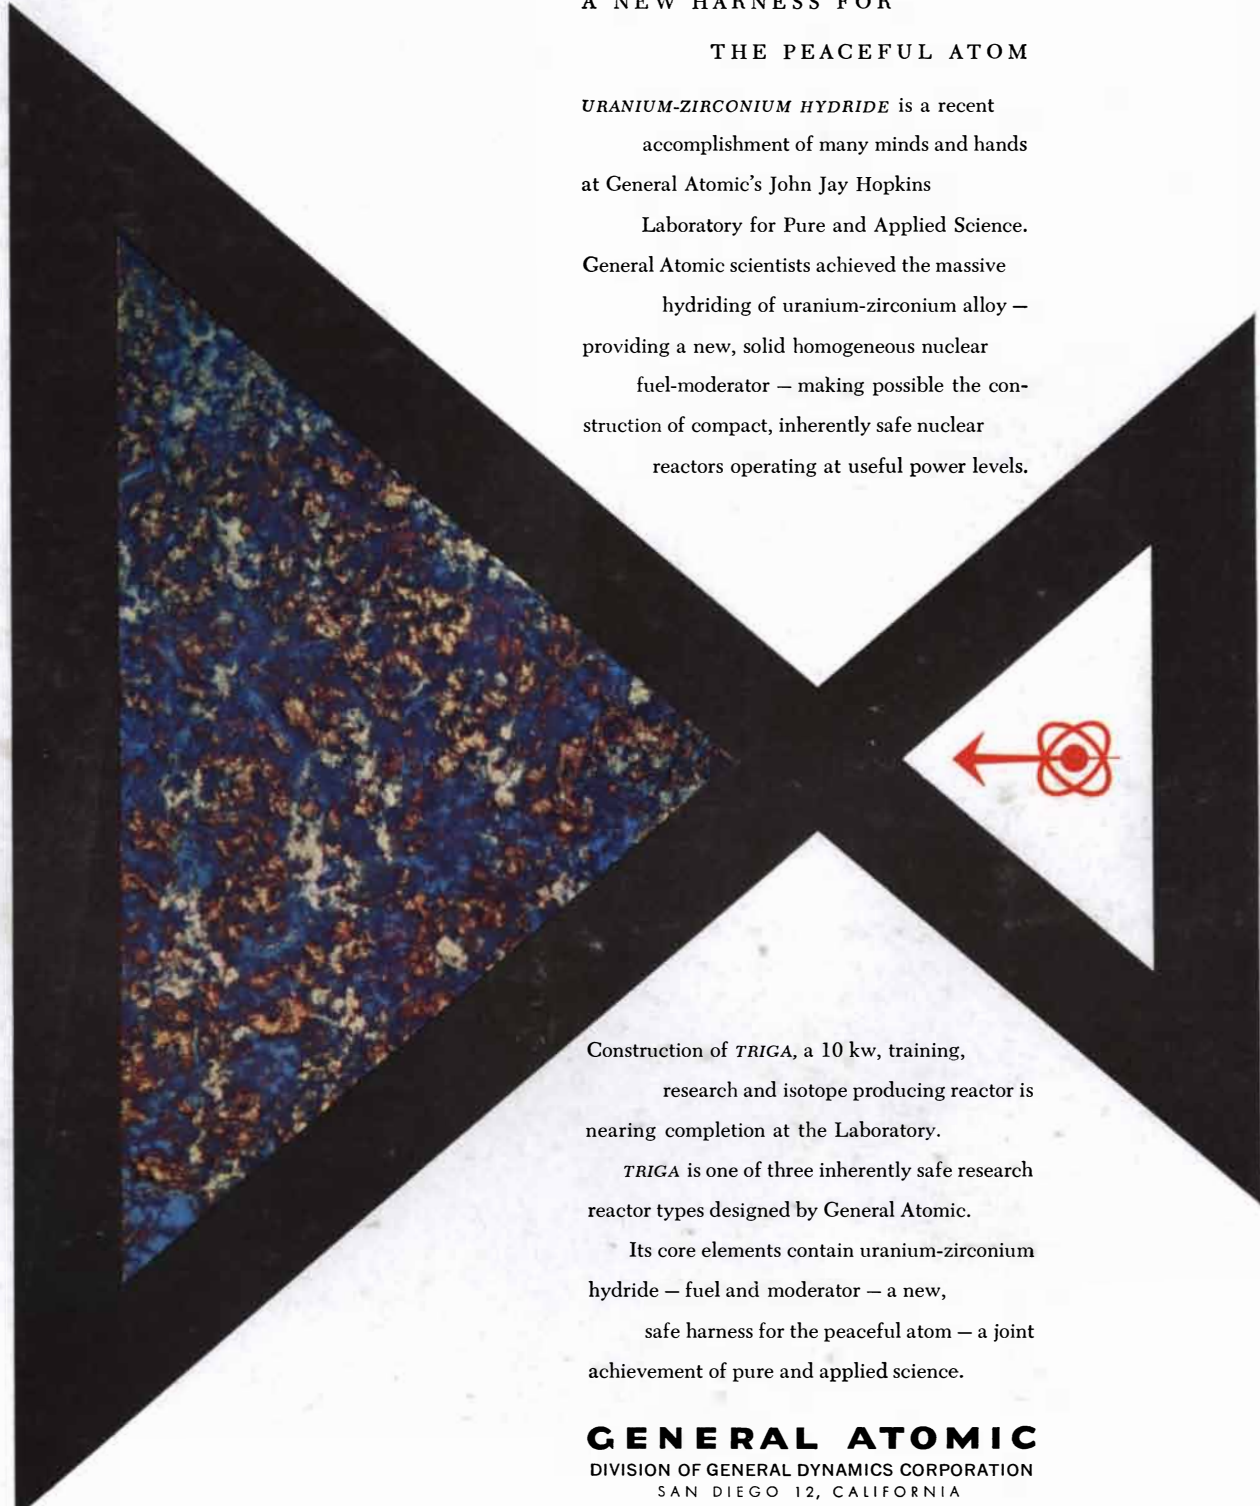 A NEW HARNESS FOR
THE PEACEFUL ATOM
URANIUM-ZIRCONIUM HYDRIDE is a recent
accomplishment of many minds and hands
at General Atomic's John Jay Hopkins
Laboratory for Pure and Applied Science.
General Atomic scientists achieved the massive
hydriding of uranium-zirconium alloy —
providing a new, solid homogeneous nuclear
fuel-moderator — making possible the con-
struction of compact, inherently safe nuclear
reactors operating at useful power levels.
Construction of TRIGA, a 10 kw, training,
research and isotope producing reactor is
nearing completion at the Laboratory.
TRIGA is one of three inherently safe research
reactor types designed by General Atomic.
Its core elements contain uranium-zirconium
hydride — fuel and moderator — a new,
safe harness for the peaceful atom — a joint
achievement of pure and applied science.
GENERAL ATOMIC
DIVISION OF GENERAL DYNAMICS CORPORATION
SAN DIEGO 12, CALIFORNIA